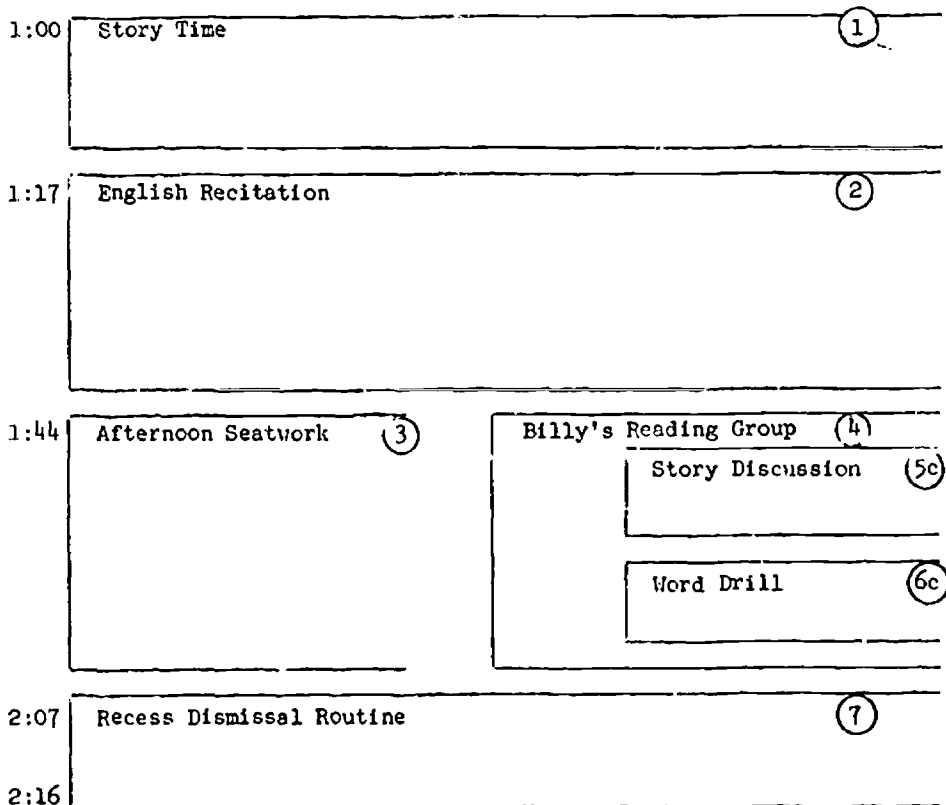 1:00 Story Time 1
1:17 English Recitation 2
1:44 Afternoon Seatwork 3 Billy's Reading Group 4
Story Discussion 5c
Word Drill 6c
2:07 Recess Dismissal Routine 7
2:16